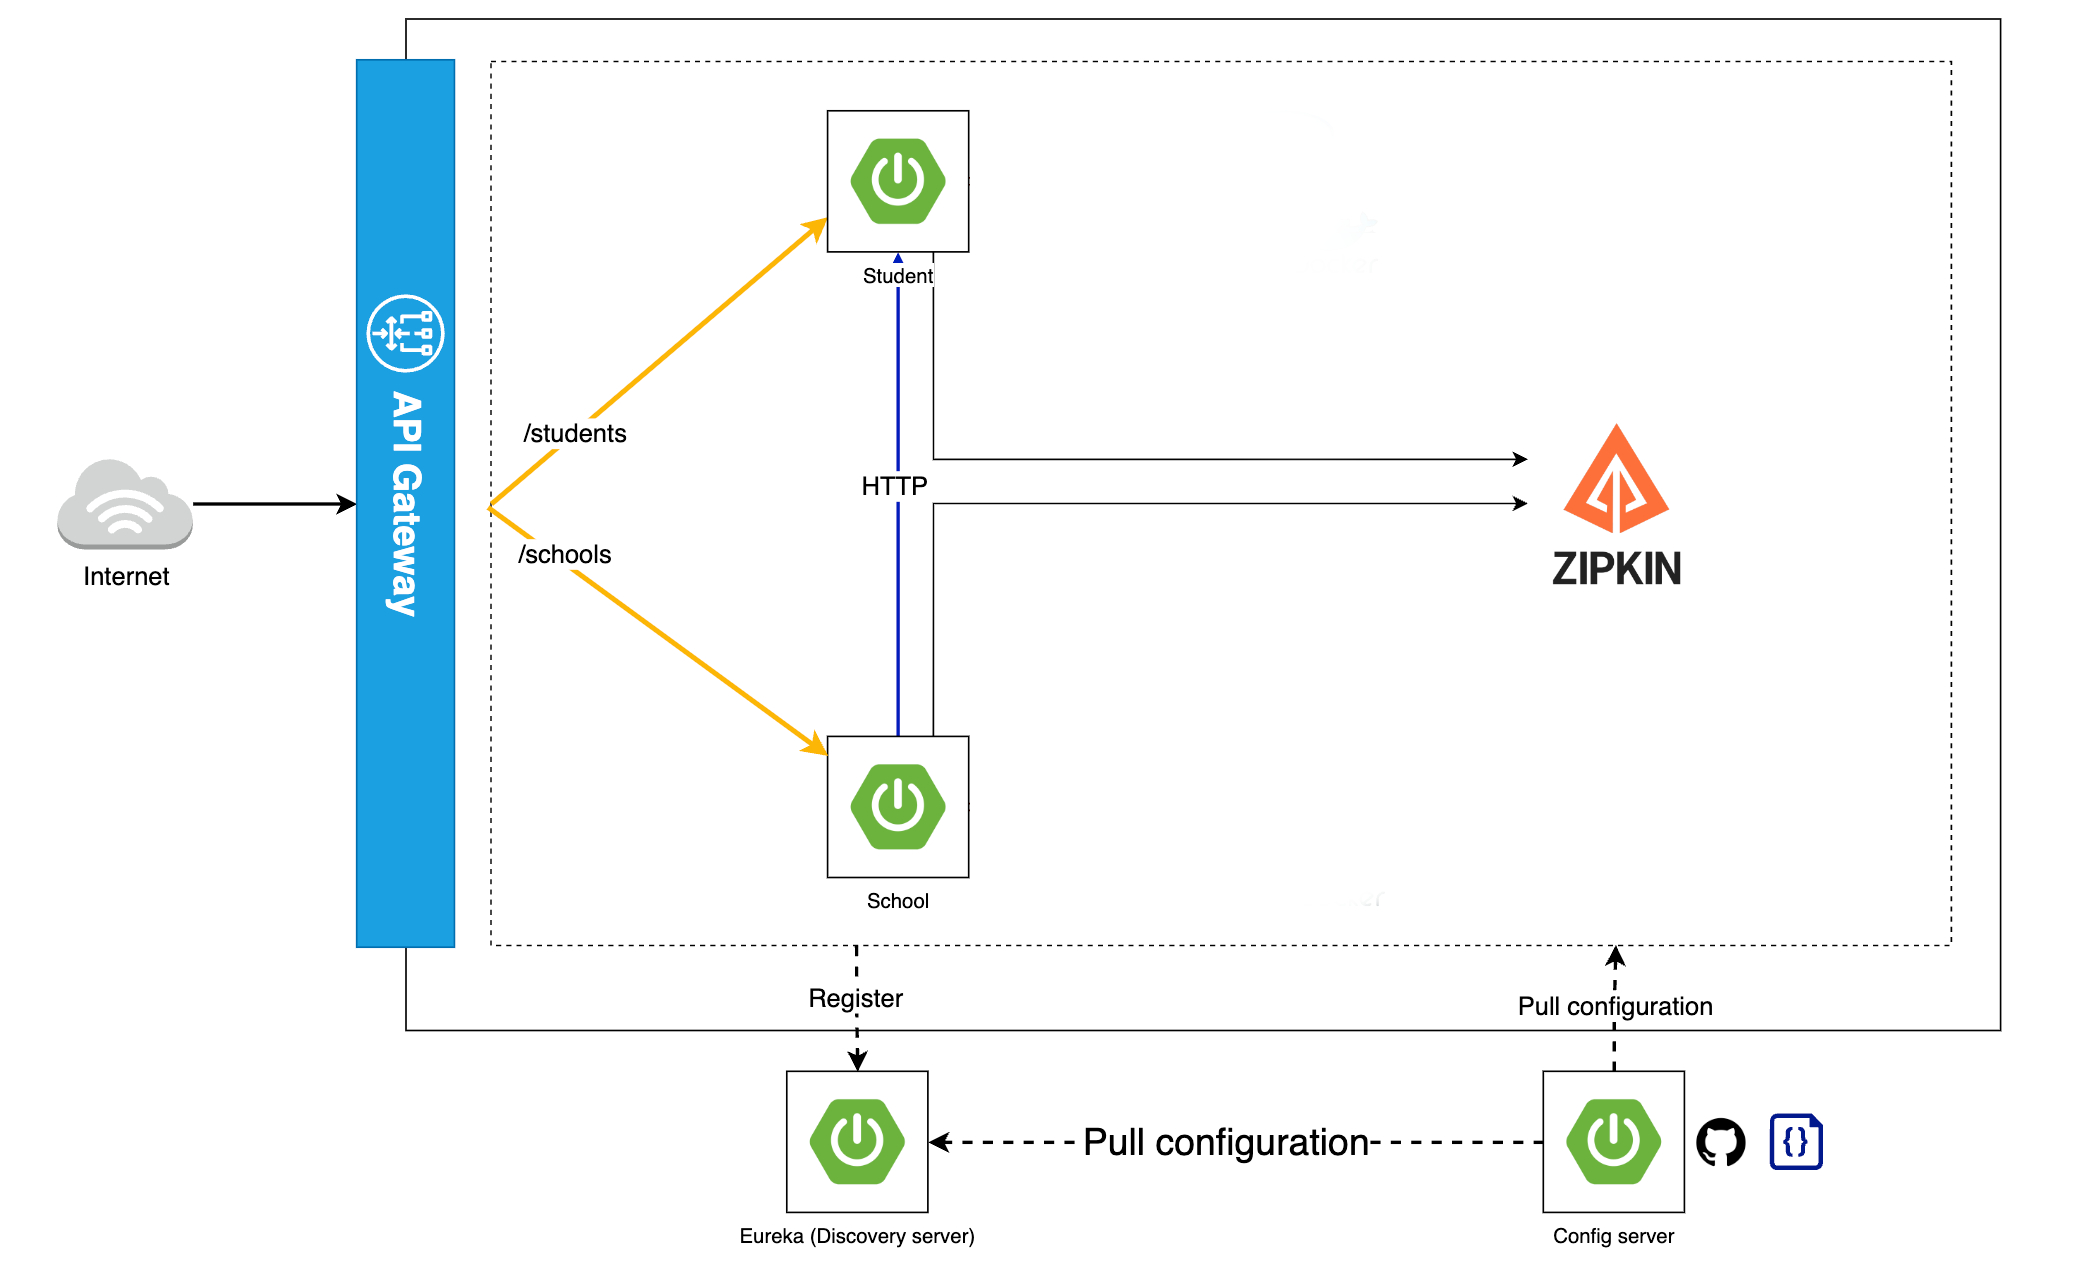 Student
/students
API Gateway
HTTP
/schools
Internet
ZIPKIN
School
Register
Pull configuration
Pull configuration
{}
Eureka (Discovery server)
Config server